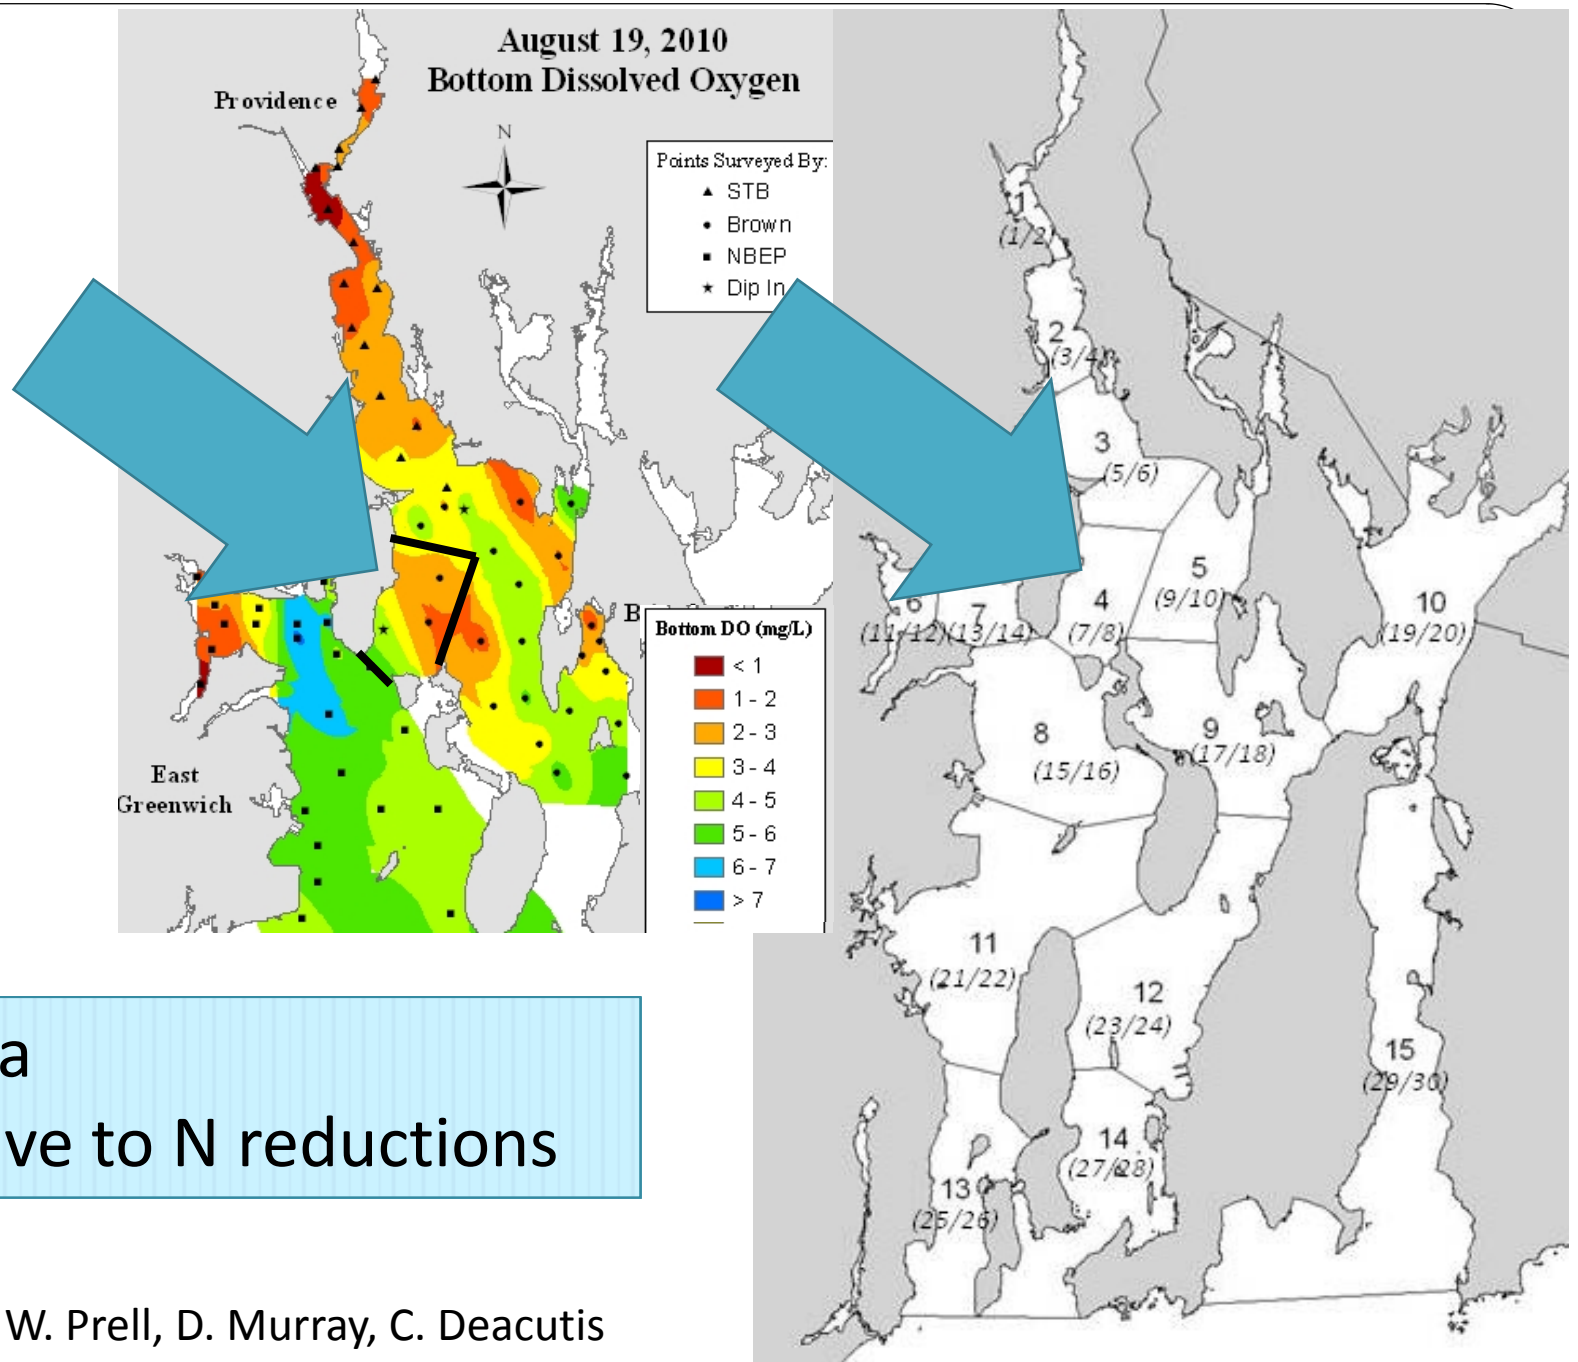 August 19, 2010
Bottom Dissolved Oxygen
Providence
N
Points Surveyed By:
STB
Brown
NBEP
Dip In
B
East
Greenwich
Bottom DO (mg/L)
< 1
1 - 2
2 - 3
3 - 4
4 - 5
5 - 6
6 - 7
> 7
1
(1/2
2
(3/4)
3
(5/6)
4
(7/8)
5
(9/10)
6
(11/12)
7
(13/14)
8
(15/16)
9
(17/18)
10
(19/20)
11
(21/22)
12
(23/24)
13
(25/26)
14
(27/28)
15
(29/30)
a
ve to N reductions
W. Prell, D. Murray, C. Deacutis